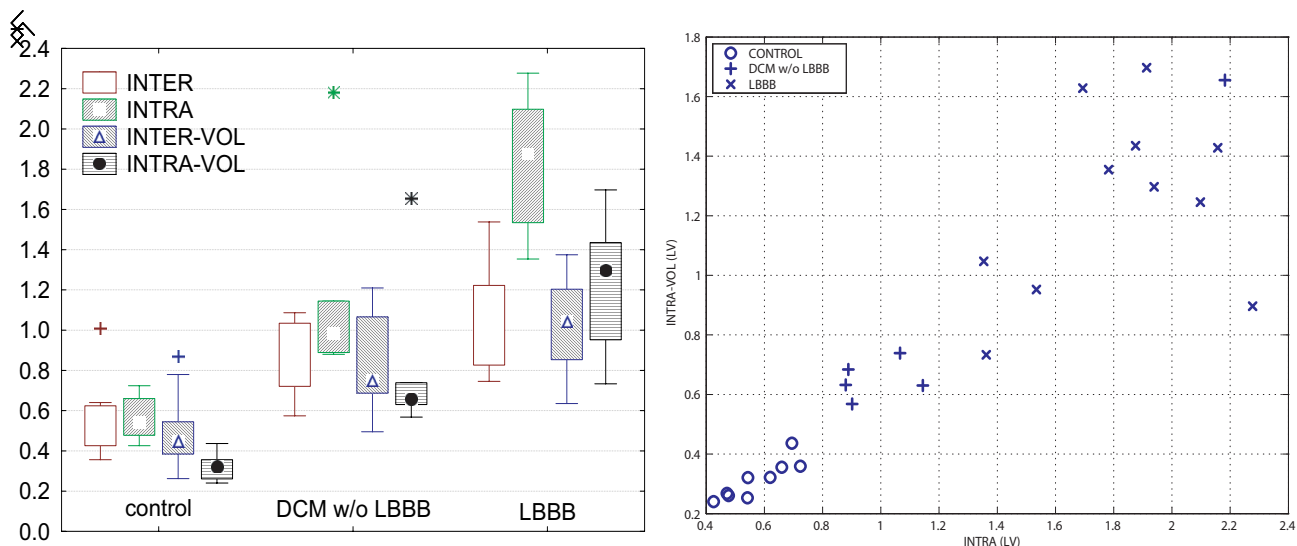 2.4
2.2
2.0
1.8
1.6
1.4
1.2
1.0
0.8
0.6
0.4
0.2
0.0
INTER
INTRA
INTER-VOL
INTRA-VOL
control
DCM w/o LBBB
LBBB
1.8
1.6
1.4
1.2
1
0.8
0.6
0.4
0.2
INTRA-VOL (LV)
CONTROL
DCM w/o LBBB
LBBB
0.4 0.6 0.8 1 1.2 1.4 1.6 1.8 2 2.2 2.4
INTRA (LV)